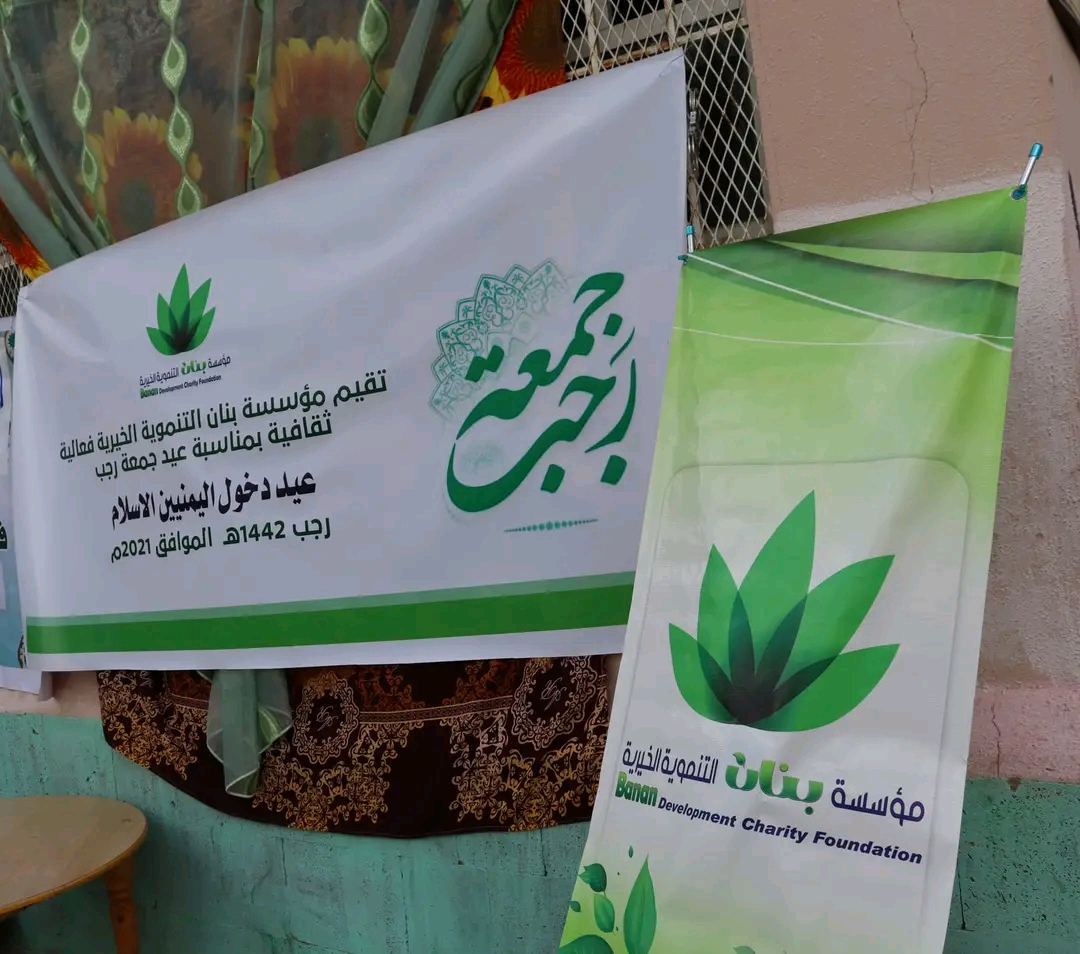 جمعة
رجب
مؤسسة بنان التنموية الخيرية
Banan Development Charity Foundation
تقيم مؤسسة بنان التنموية الخيرية فعالية
ثقافية بمناسبة عيد جمعة رجب
عيد دخول اليمنيين الاسلام
رجب 1442هـ الموافق 2021م
مؤسسة بنان التنموية الخيرية
Banan Development Charity Foundation